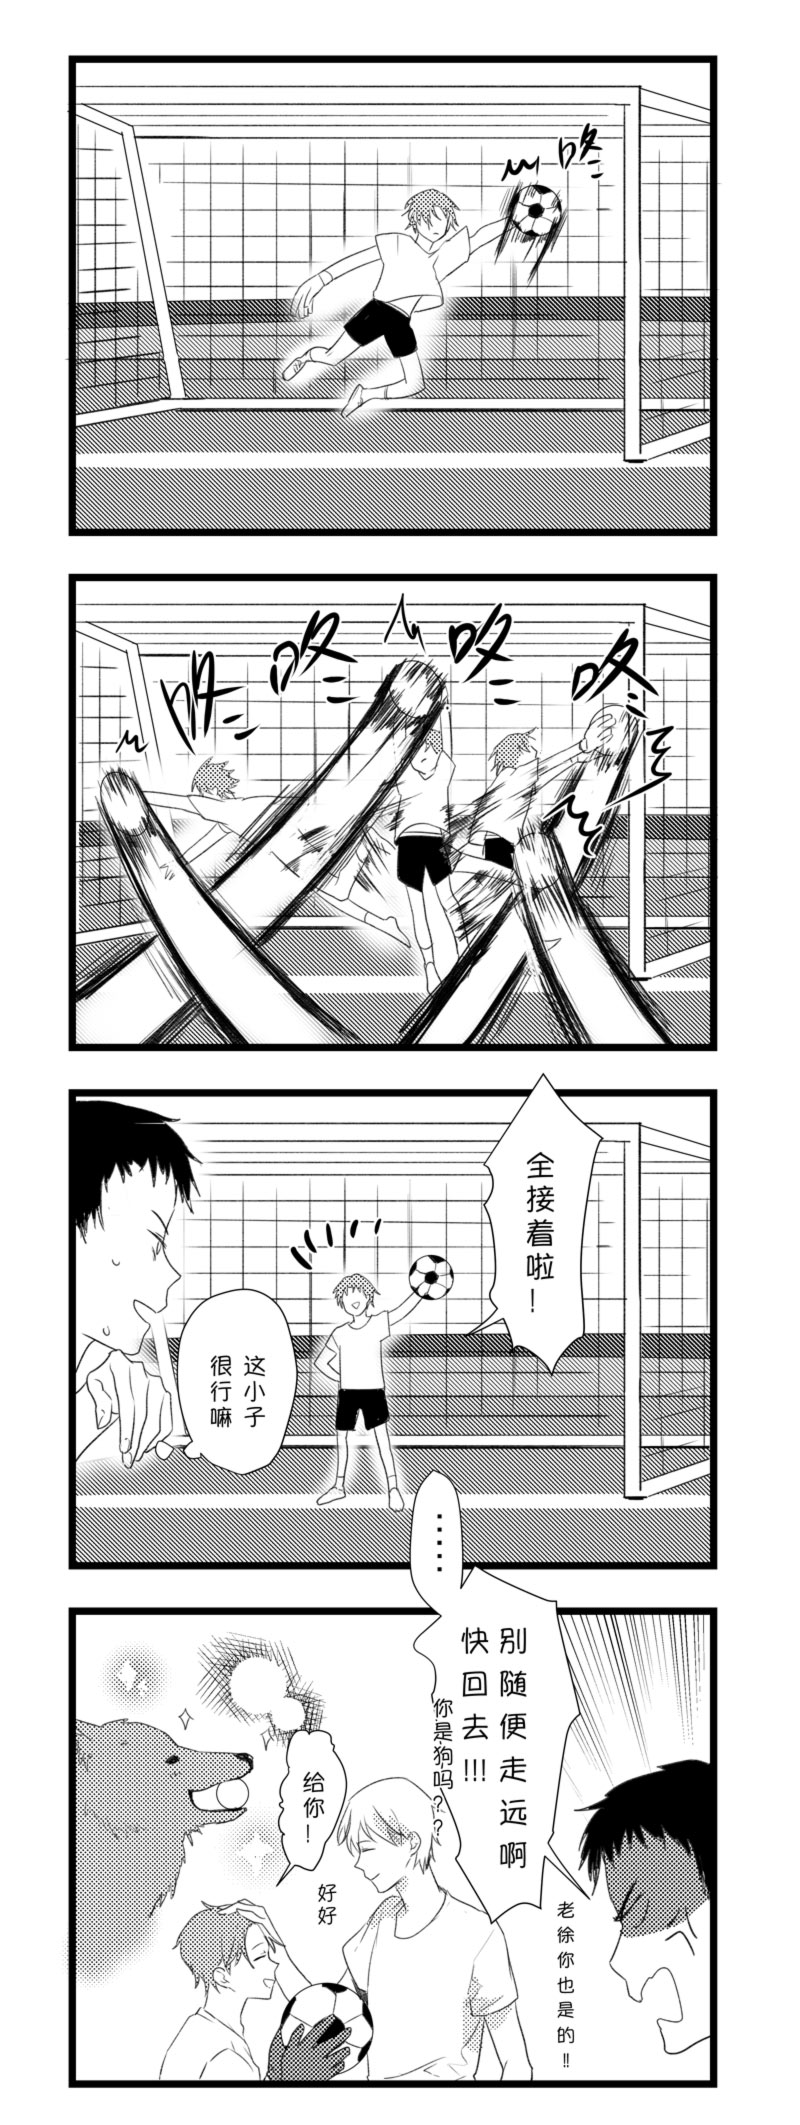 咚
咚
咚
咚
咚
全接着啦！
这小子
很行嘛
······
别随便走远啊
快回去!!!
你是狗吗??
给你！
好好
老徐你也是的!!